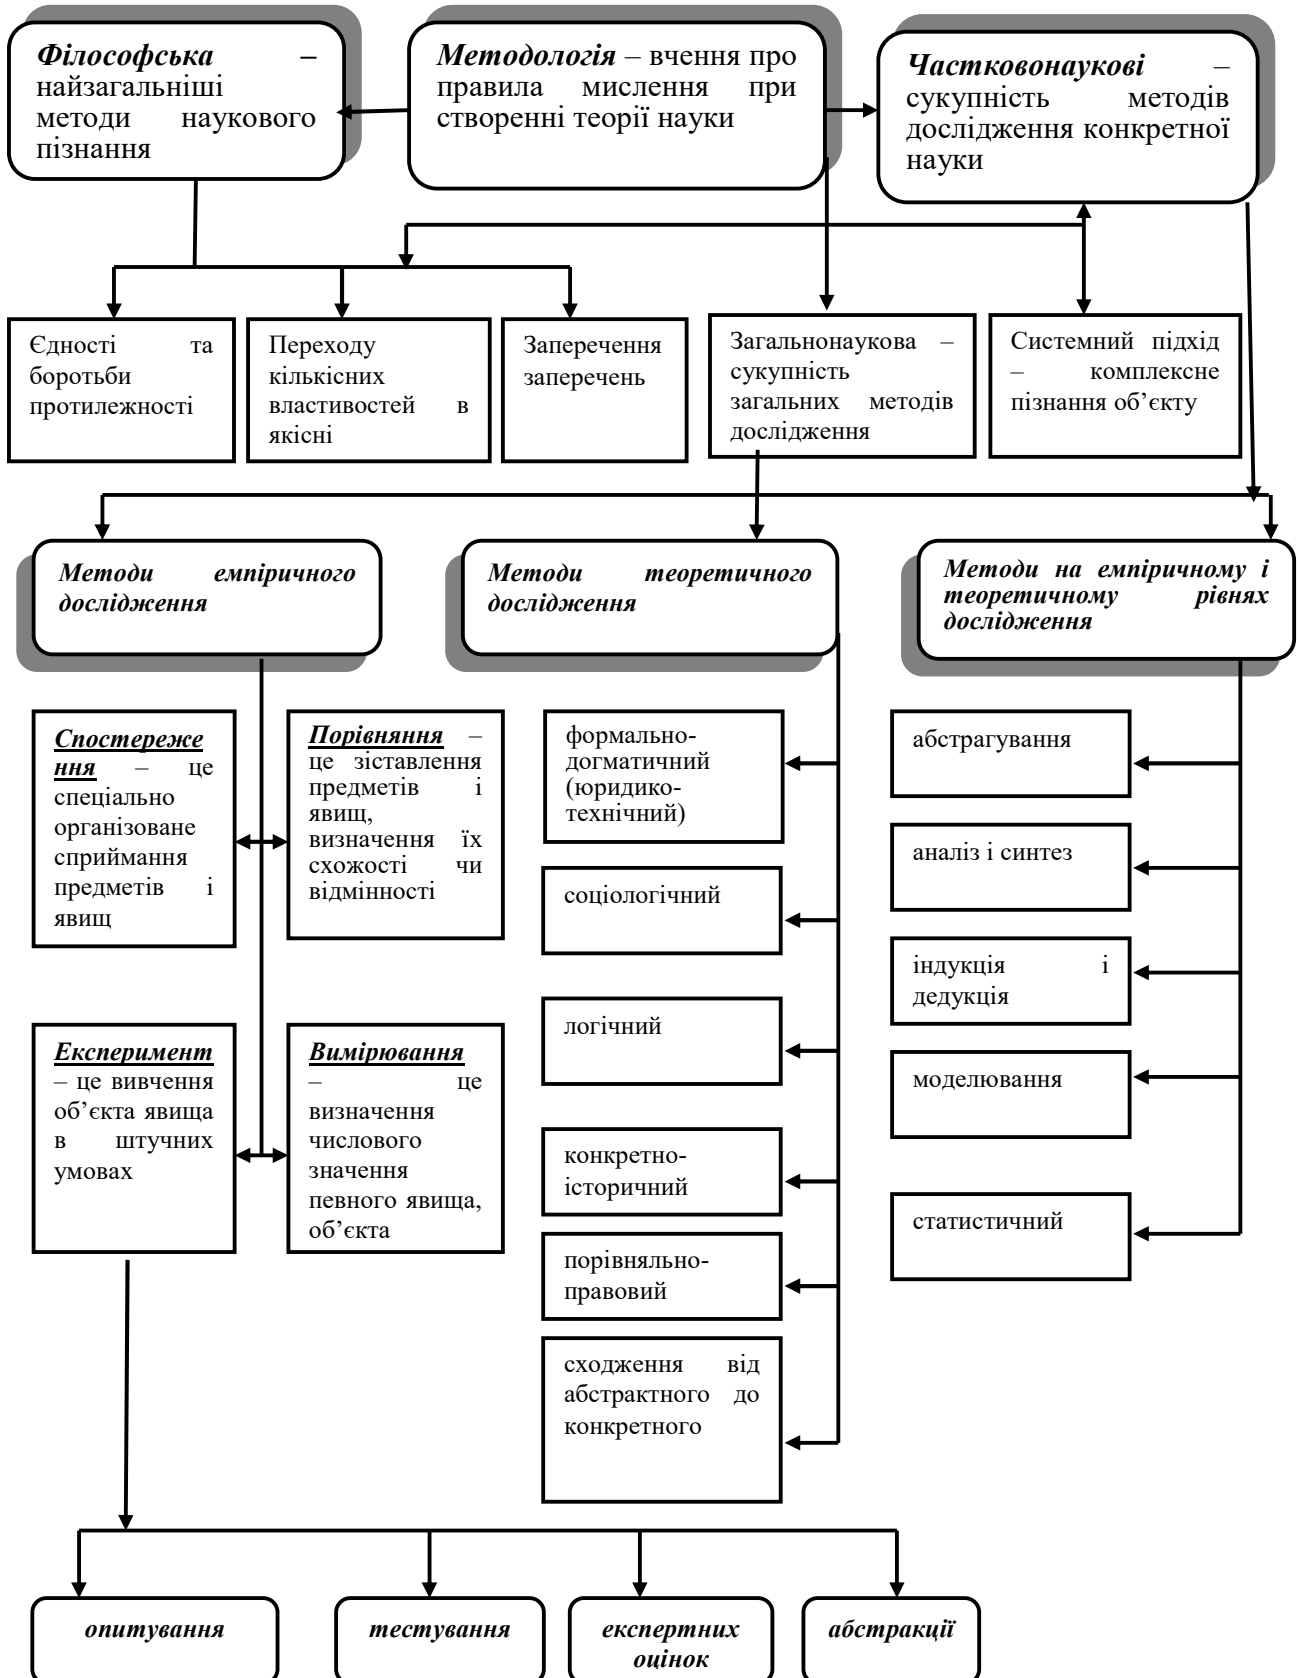 Філософська –
найзагальніші
методи наукового
пізнання
Методологія – вчення про
правила мислення при
створенні теорії науки
Частковонаукові –
сукупність методів
дослідження конкретної
науки
Єдності та
боротьби
протилежності
Переходу
кількісних
властивостей в
якісні
Заперечення
заперечень
Загальнонаукова –
сукупність
загальних методів
дослідження
Системний підхід
– комплексне
пізнання об’єкту
Методи емпіричного
дослідження
Методи теоретичного
дослідження
Методи на емпіричному і
теоретичному рівнях
дослідження
Спостереже
ння – це
спеціально
організоване
сприймання
предметів і
явищ
Порівняння –
це зіставлення
предметів і
явищ,
визначення їх
схожості чи
відмінності
Експеримент
– це вивчення
об’єкта явища
в штучних
умовах
Вимірювання
– це
визначення
числового
значення
певного явища,
об’єкта
формально-
догматичний
(юридико-
технічний)
соціологічний
логічний
конкретно-
історичний
порівняльно-
правовий
сходження від
абстрактного до
конкретного
абстрагування
аналіз і синтез
індукція і
дедукція
моделювання
статистичний
опитування
тестування
експертних
оцінок
абстракції